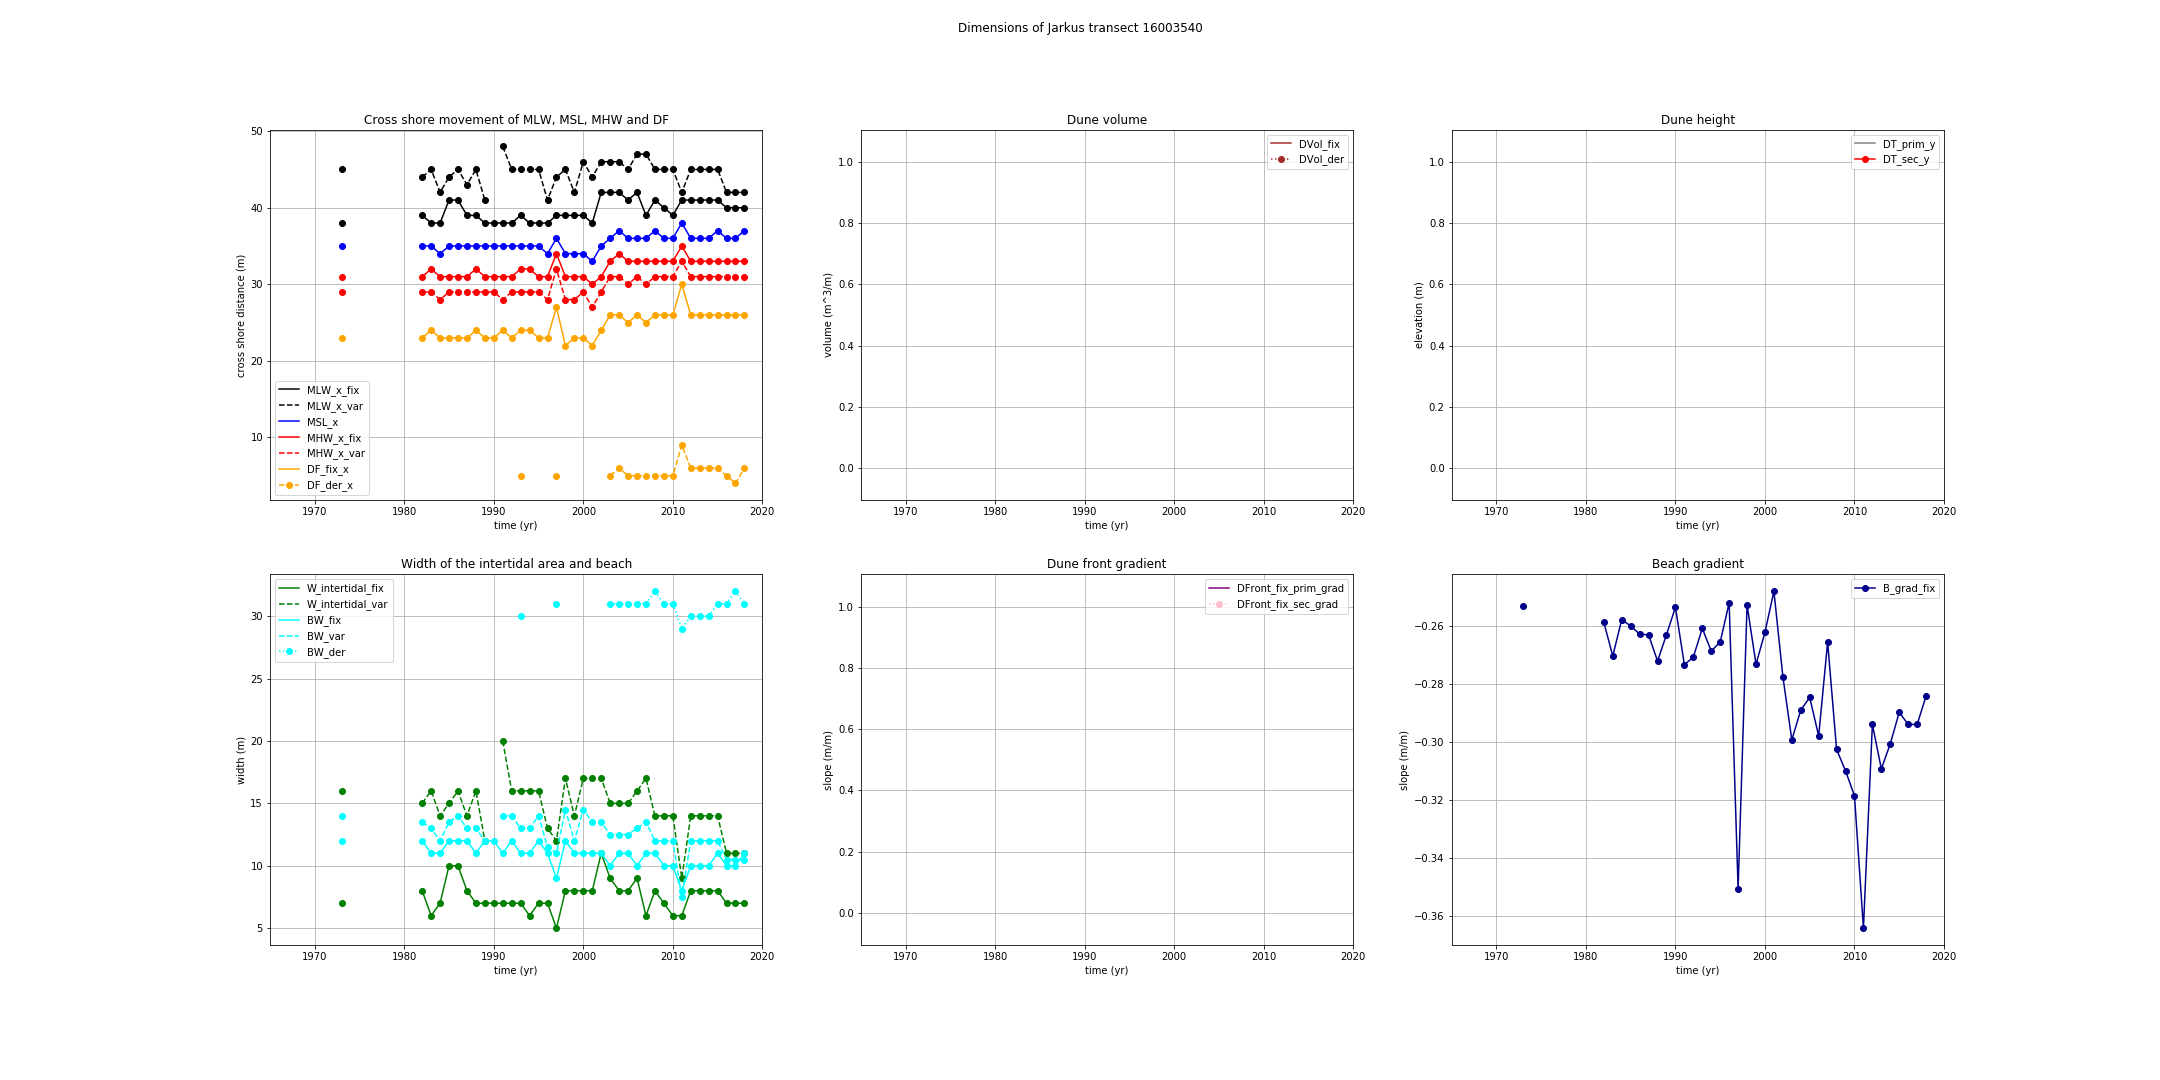 Dimensions of Jarkus transect 16003540
Cross shore movement of MLW, MSL, MHW and DF
50
40
30
20
10
cross shore distance (m)
MLW_x_fix
MLW_x_var
MSL_x
MHW_x_fix
MHW_x_var
DF_fix_x
DF_der_x
1970 1980 1990 2000 2010 2020
time (yr)
Dune volume
1.0
0.8
0.6
0.4
0.2
0.0
volume (m^3/m)
DVol_fix
DVol_der
1970 1980 1990 2000 2010 2020
time (yr)
Dune height
1.0
0.8
0.6
0.4
0.2
0.0
elevation (m)
DT_prim_y
DT_sec_y
1970 1980 1990 2000 2010 2020
time (yr)
Width of the intertidal area and beach
30
25
20
15
10
5
width (m)
W_intertidal_fix
W_intertidal_var
BW_fix
BW_var
BW_der
1970 1980 1990 2000 2010 2020
time (yr)
Dune front gradient
1.0
0.8
0.6
0.4
0.2
0.0
slope (m/m)
DFront_fix_prim_grad
DFront_fix_sec_grad
1970 1980 1990 2000 2010 2020
time (yr)
Beach gradient
−0.26
−0.28
−0.30
−0.32
−0.34
−0.36
slope (m/m)
B_grad_fix
1970 1980 1990 2000 2010 2020
time (yr)